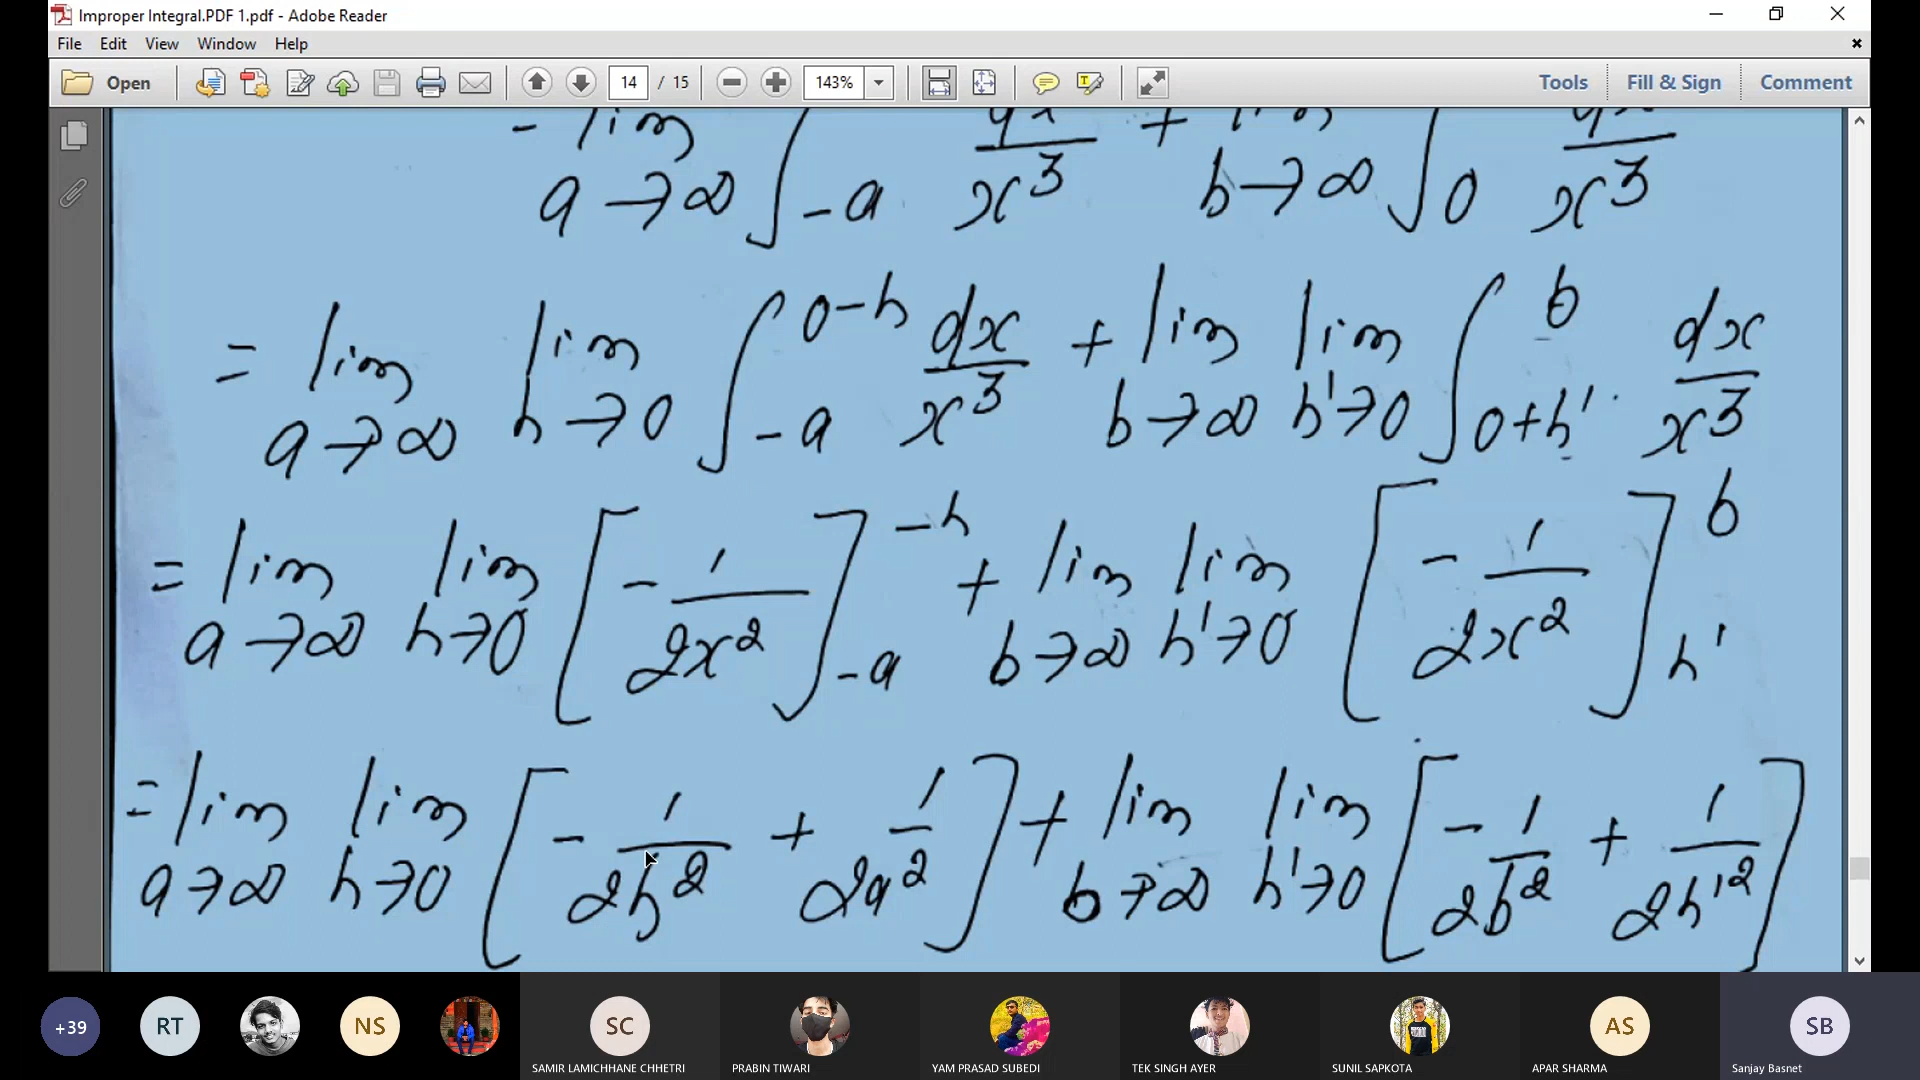 Improper Integral.PDF 1.pdf - Adobe Reader
File Edit View Window Help
Open 14 / 15 143% Tools Fill & Sign Comment
- lim a→∞ ∫_{-a} dx/x³ + lim b→∞ ∫_0 dx/x³
= lim a→∞ lim h→0 ∫_{-a}^{0-h} dx/x³ + lim b→∞ lim h'→0 ∫_{0+h'}^{b} dx/x³
= lim a→∞ lim h→0 [-1/2x²]_{-a}^{-h} + lim b→∞ lim h'→0 [-1/2x²]_{h'}^{b}
= lim a→∞ lim h→0 [-1/2h² + 1/2a²] + lim b→∞ lim h'→0 [-1/2b² + 1/2h'²]
+39 RT NS SC AS SB
SAMIR LAMICHHANE CHHETRI PRABIN TIWARI YAM PRASAD SUBEDI TEK SINGH AYER SUNIL SAPKOTA APAR SHARMA Sanjay Basnet